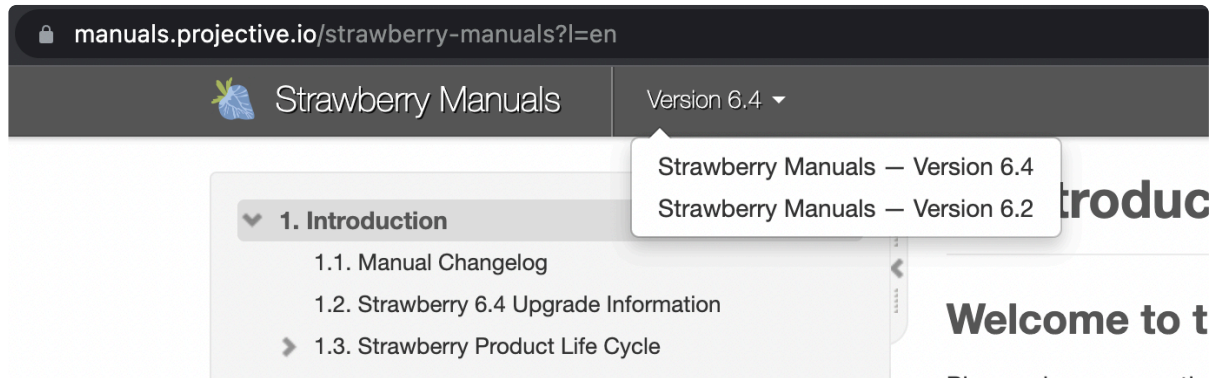 manuals.projective.io/strawberry-manuals?l=en
Strawberry Manuals
Version 6.4
Strawberry Manuals — Version 6.4
Strawberry Manuals — Version 6.2
1. Introduction
1.1. Manual Changelog
1.2. Strawberry 6.4 Upgrade Information
1.3. Strawberry Product Life Cycle
troduc
Welcome to t